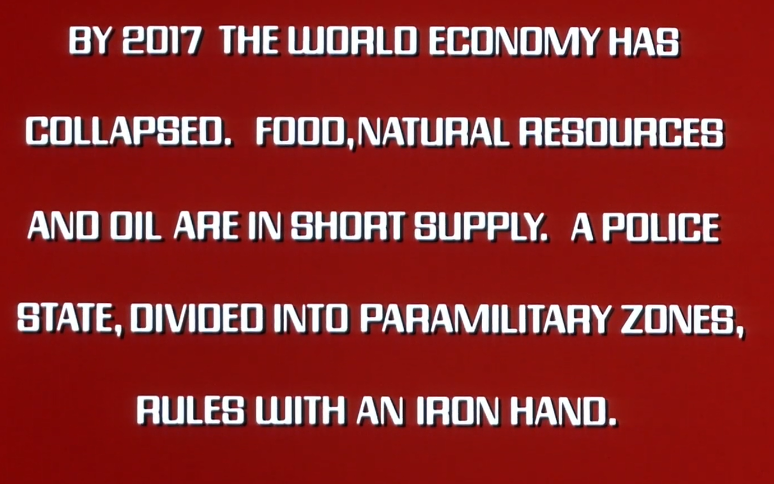 BY 2017 THE WORLD ECONOMY HAS
COLLAPSED. FOOD,NATURAL RESOURCES
AND OIL ARE IN SHORT SUPPLY. A POLICE
STATE, DIVIDED INTO PARAMILITARY ZONES,
RULES WITH AN IRON HAND.